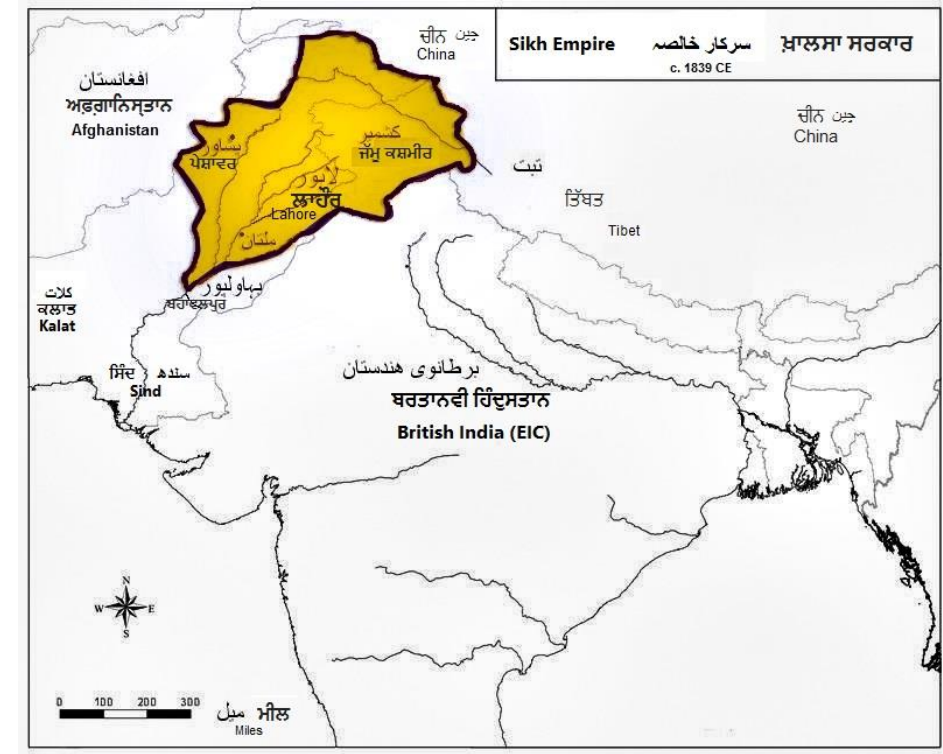 Sikh Empire سرکار خالصہ ਖ਼ਾਲਸਾ ਸਰਕਾਰ
c. 1839 CE
ਚੀਨ چین
China
افغانستان
ਅਫ਼ਗ਼ਾਨਿਸ੍ਤਾਨ
Afghanistan
ਚੀਨ چین
China
پشاور
ਪੇਸ਼ਾਵਰ
کشمیر
ਜੰਮੂ ਕਸ਼ਮੀਰ
تبت
ਤਿੱਬਤ
Tibet
لاہور
ਲਾਹੌਰ
Lahore
ملتان
بہاولپور
ਬਹਾਵਲਪੁਰ
کلات
ਕਲਾਤ
Kalat
ਸਿੰਦ سندھ
Sind
برطانوی هندستان
ਬਰਤਾਨਵੀ ਹਿੰਦੁਸਤਾਨ
British India (EIC)
N
W E
S
0 100 200 300
میل ਮੀਲ
Miles